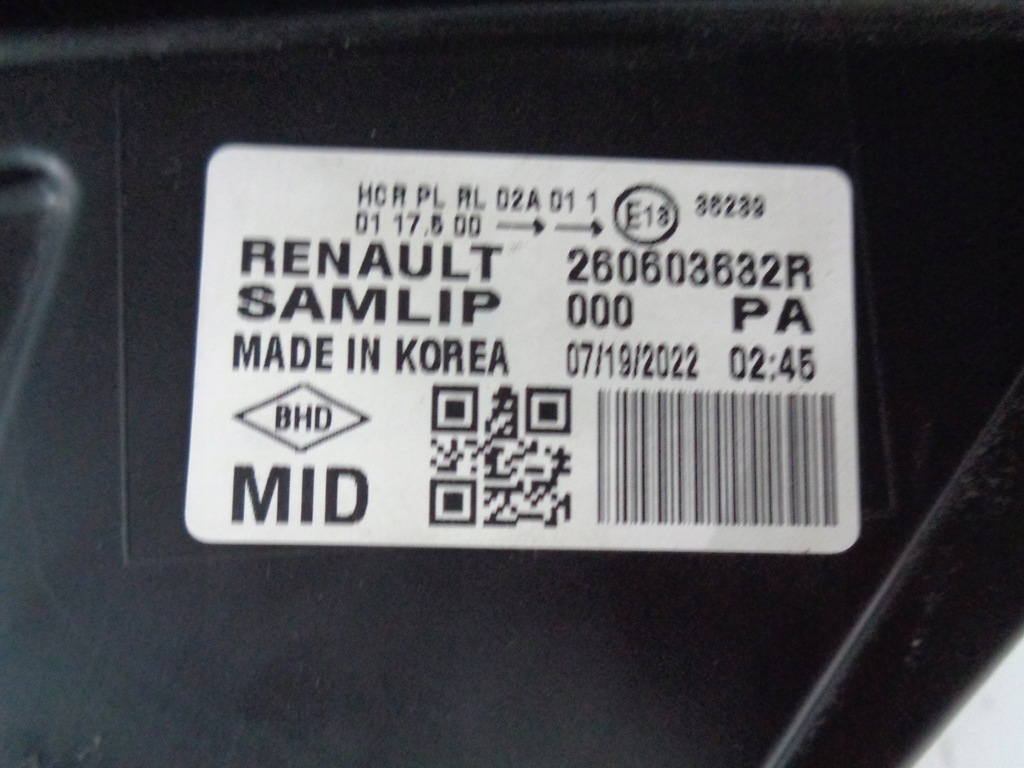 HCR PL RL 02A 01 1 E13 36239
01 17.5 00 → →
RENAULT 260603632R
SAMLIP 000 PA
MADE IN KOREA 07/19/2022 02:45
BHD
MID